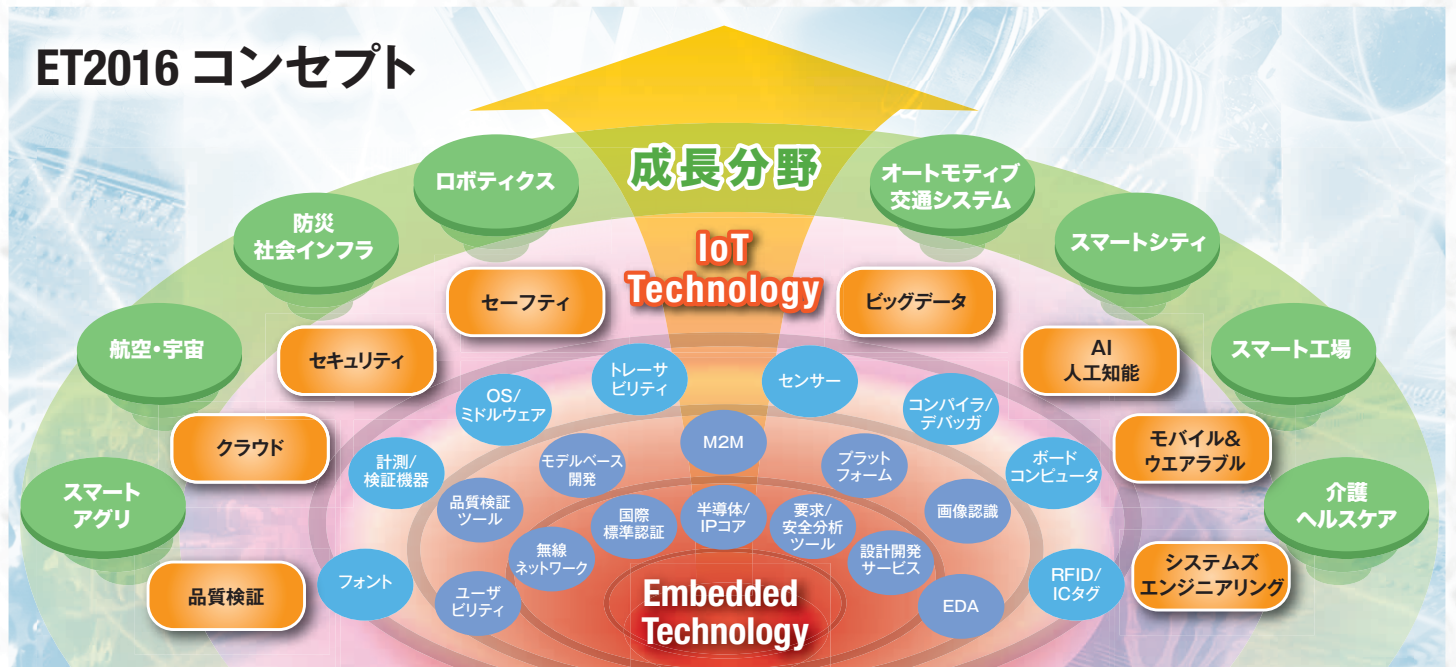 ET2016 コンセプト
成長分野
ロボティクス
オートモティブ
交通システム
防災
社会インフラ
スマートシティ
航空・宇宙
スマート工場
スマート
アグリ
介護
ヘルスケア
IoT
Technology
セーフティ
ビッグデータ
セキュリティ
AI
人工知能
クラウド
モバイル&
ウエアラブル
品質検証
システムズ
エンジニアリング
トレーサ
ビリティ
センサー
OS/
ミドルウェア
コンパイラ/
デバッガ
計測/
検証機器
ボード
コンピュータ
フォント
RFID/
ICタグ
M2M
モデルベース
開発
プラット
フォーム
品質検証
ツール
画像認識
国際
標準認証
半導体/
IPコア
要求/
安全分析
ツール
無線
ネットワーク
設計開発
サービス
ユーザ
ビリティ
EDA
Embedded
Technology